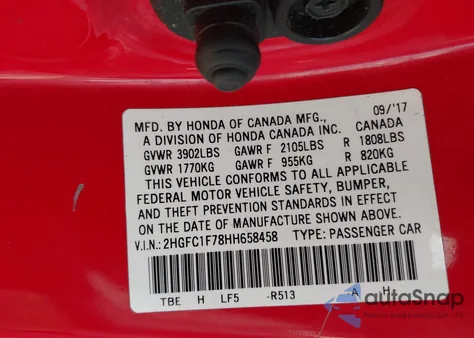 MFD. BY HONDA OF CANADA MFG., 09/'17
A DIVISION OF HONDA CANADA INC. CANADA
GVWR 3902LBS GAWR F 2105LBS R 1808LBS
GVWR 1770KG GAWR F 955KG R 820KG
THIS VEHICLE CONFORMS TO ALL APPLICABLE
FEDERAL MOTOR VEHICLE SAFETY, BUMPER,
AND THEFT PREVENTION STANDARDS IN EFFECT
ON THE DATE OF MANUFACTURE SHOWN ABOVE.
V.I.N.: 2HGFC1F78HH658458 TYPE: PASSENGER CAR
TBE H LF5 -R513 A H
autoSnap